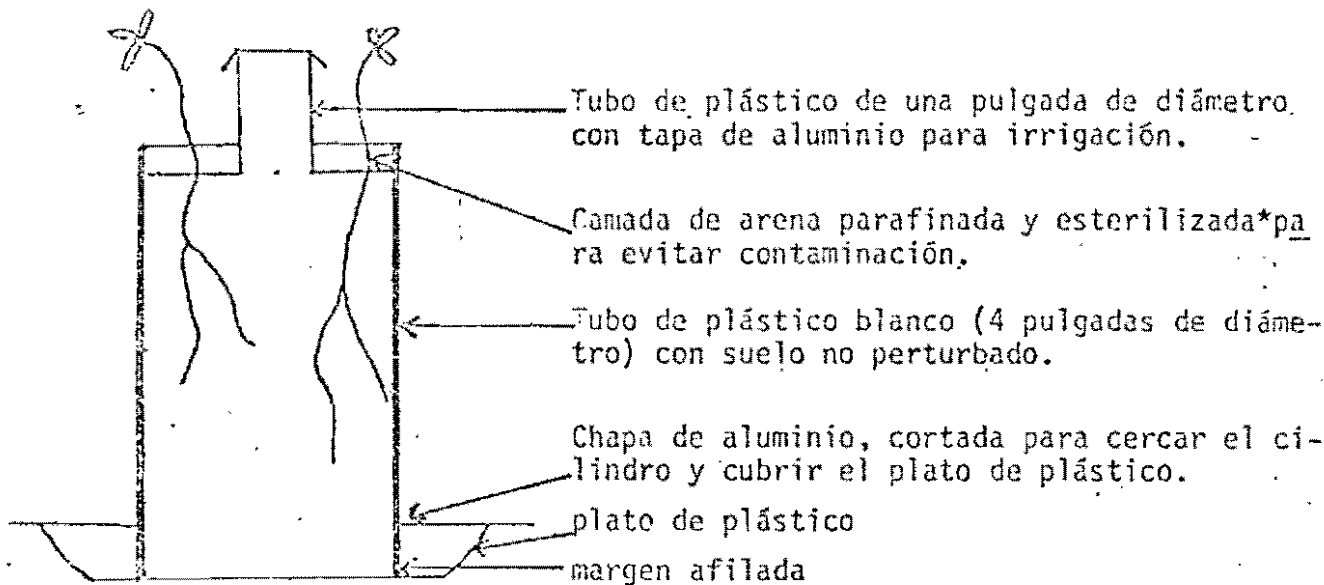 Tubo de plástico de una pulgada de diámetro
con tapa de aluminio para irrigación.
Camada de arena parafinada y esterilizada*pa
ra evitar contaminación.
Tubo de plástico blanco (4 pulgadas de diáme-
tro) con suelo no perturbado.
Chapa de aluminio, cortada para cercar el ci-
lindro y cubrir el plato de plástico.
plato de plástico
margen afilada